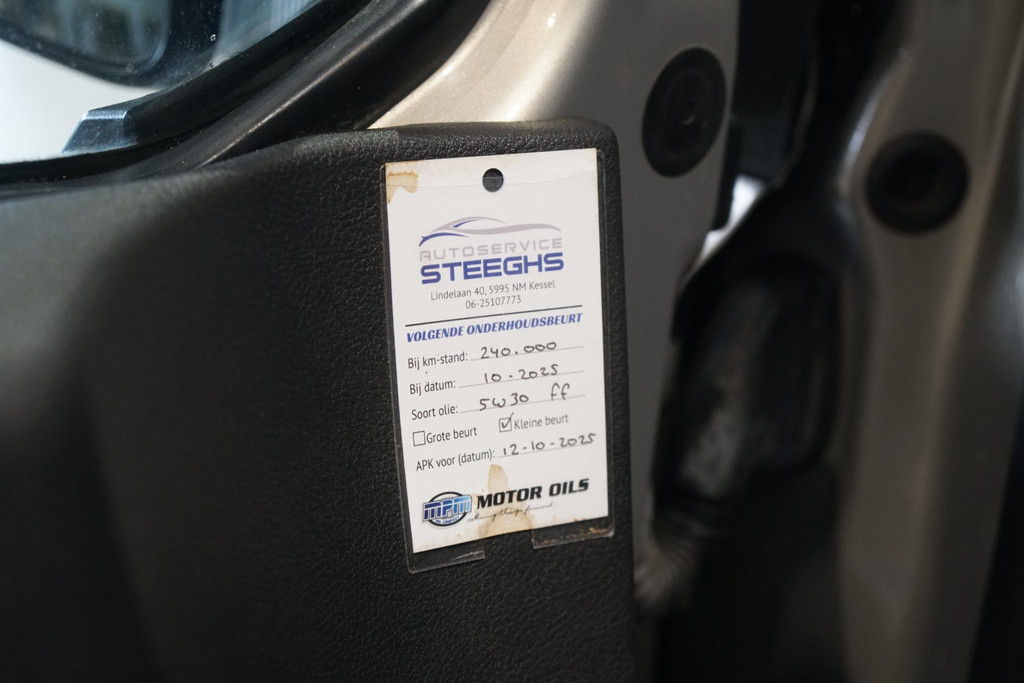 AUTOSERVICE
STEEGHS
Lindelaan 40, 5995 NM Kessel
06-25107773
VOLGENDE ONDERHOUDSBEURT
Bij km-stand: 240.000
Bij datum: 10-2025
Soort olie: 5W30 FF
Grote beurt Kleine beurt
APK voor (datum): 12-10-2025
MPM MOTOR OILS